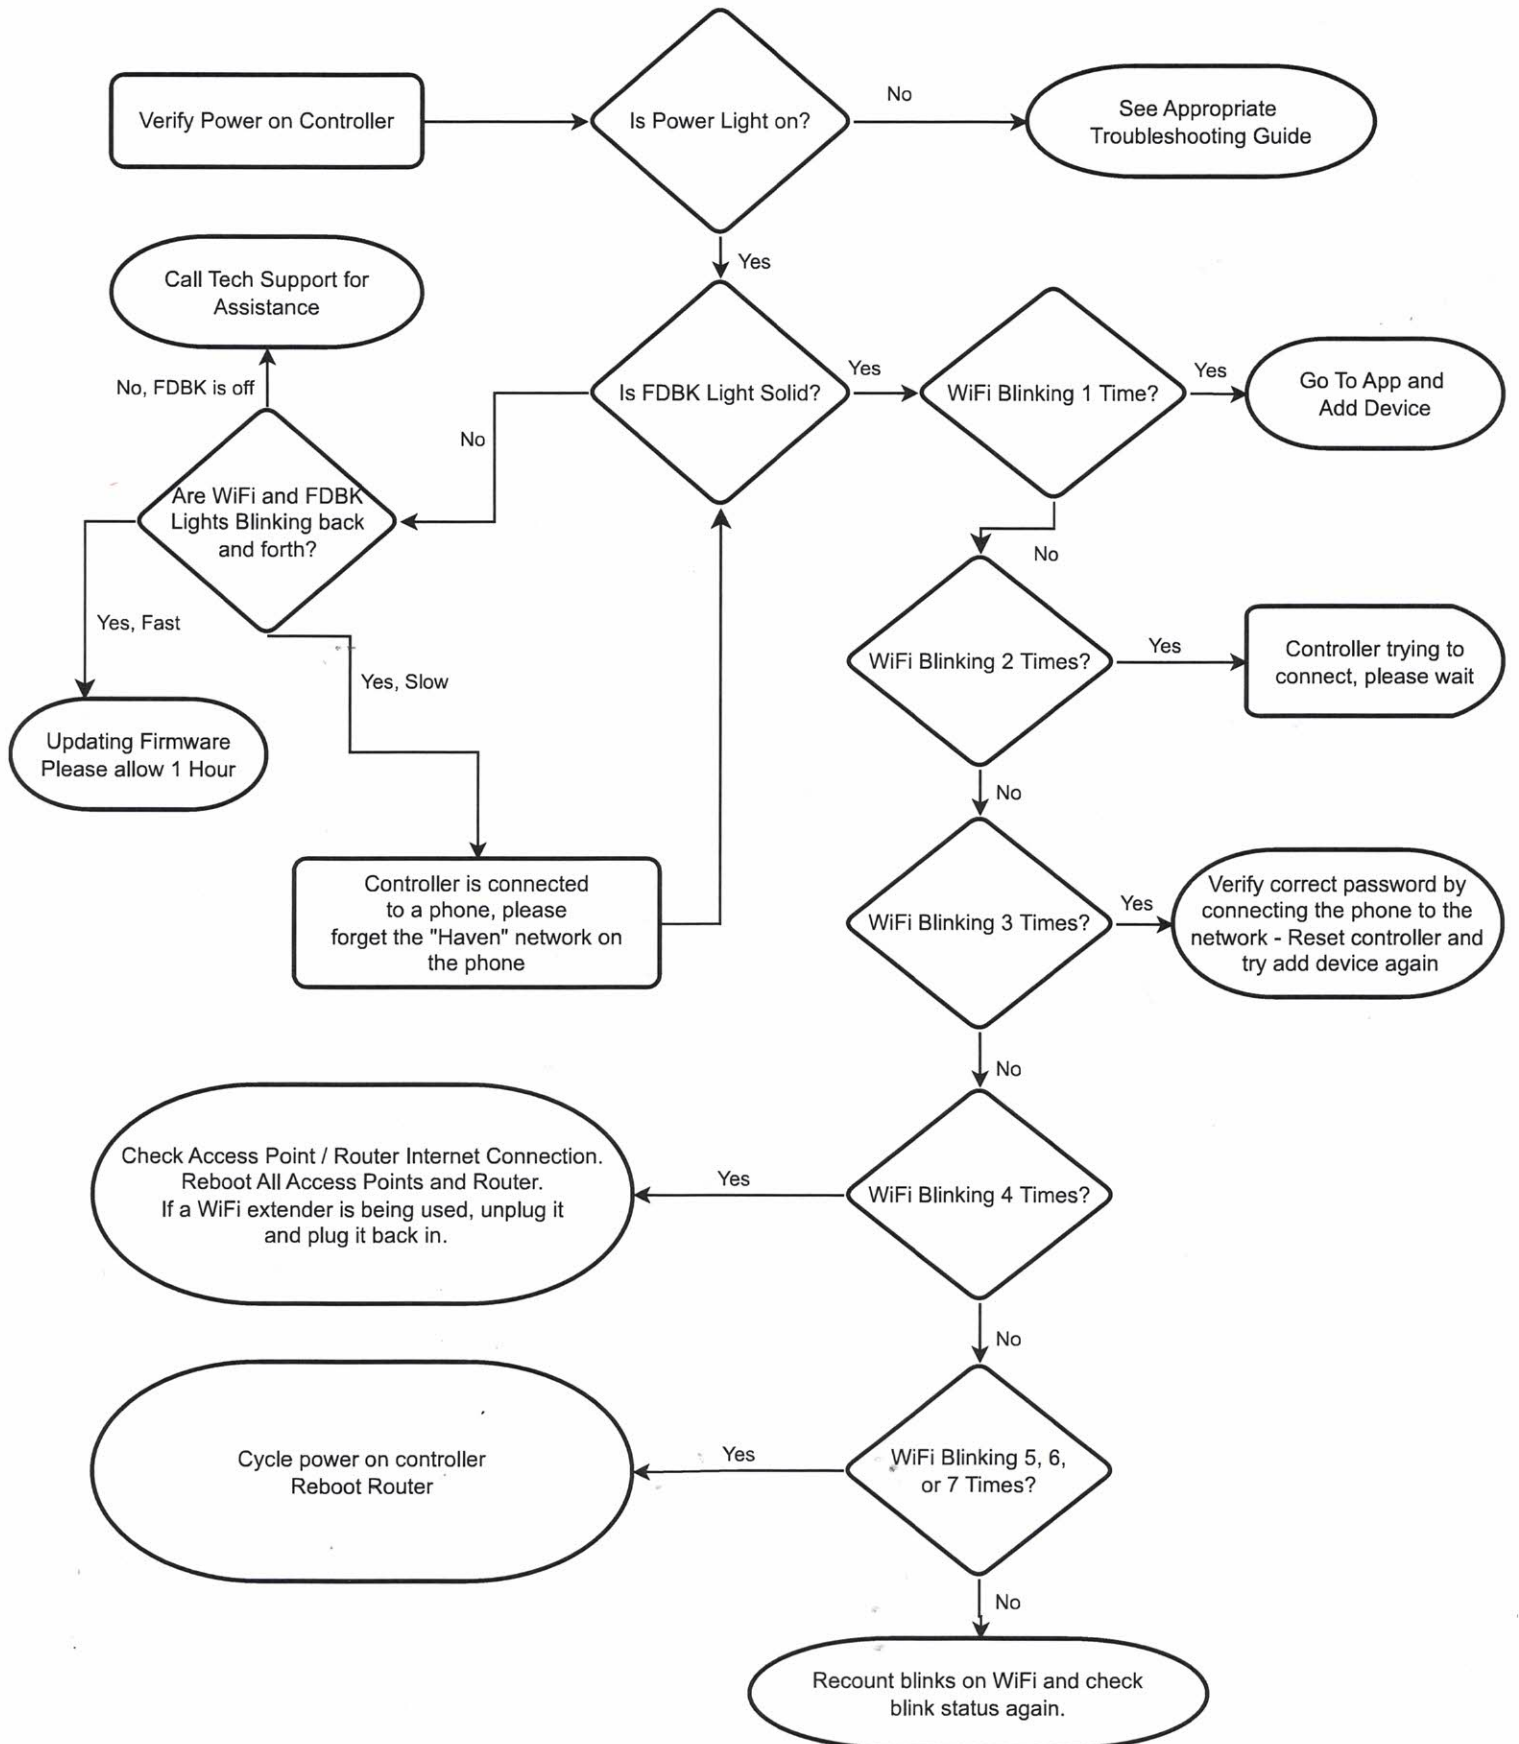 Verify Power on Controller
Is Power Light on?
No
See Appropriate
Troubleshooting Guide
Yes
Call Tech Support for
Assistance
No, FDBK is off
Is FDBK Light Solid?
Yes
WiFi Blinking 1 Time?
Yes
Go To App and
Add Device
No
Are WiFi and FDBK
Lights Blinking back
and forth?
No
Yes, Fast
Yes, Slow
Updating Firmware
Please allow 1 Hour
Controller is connected
to a phone, please
forget the "Haven" network on
the phone
WiFi Blinking 2 Times?
Yes
Controller trying to
connect, please wait
No
WiFi Blinking 3 Times?
Yes
Verify correct password by
connecting the phone to the
network - Reset controller and
try add device again
No
WiFi Blinking 4 Times?
Yes
Check Access Point / Router Internet Connection.
Reboot All Access Points and Router.
If a WiFi extender is being used, unplug it
and plug it back in.
No
WiFi Blinking 5, 6,
or 7 Times?
Yes
Cycle power on controller
Reboot Router
No
Recount blinks on WiFi and check
blink status again.